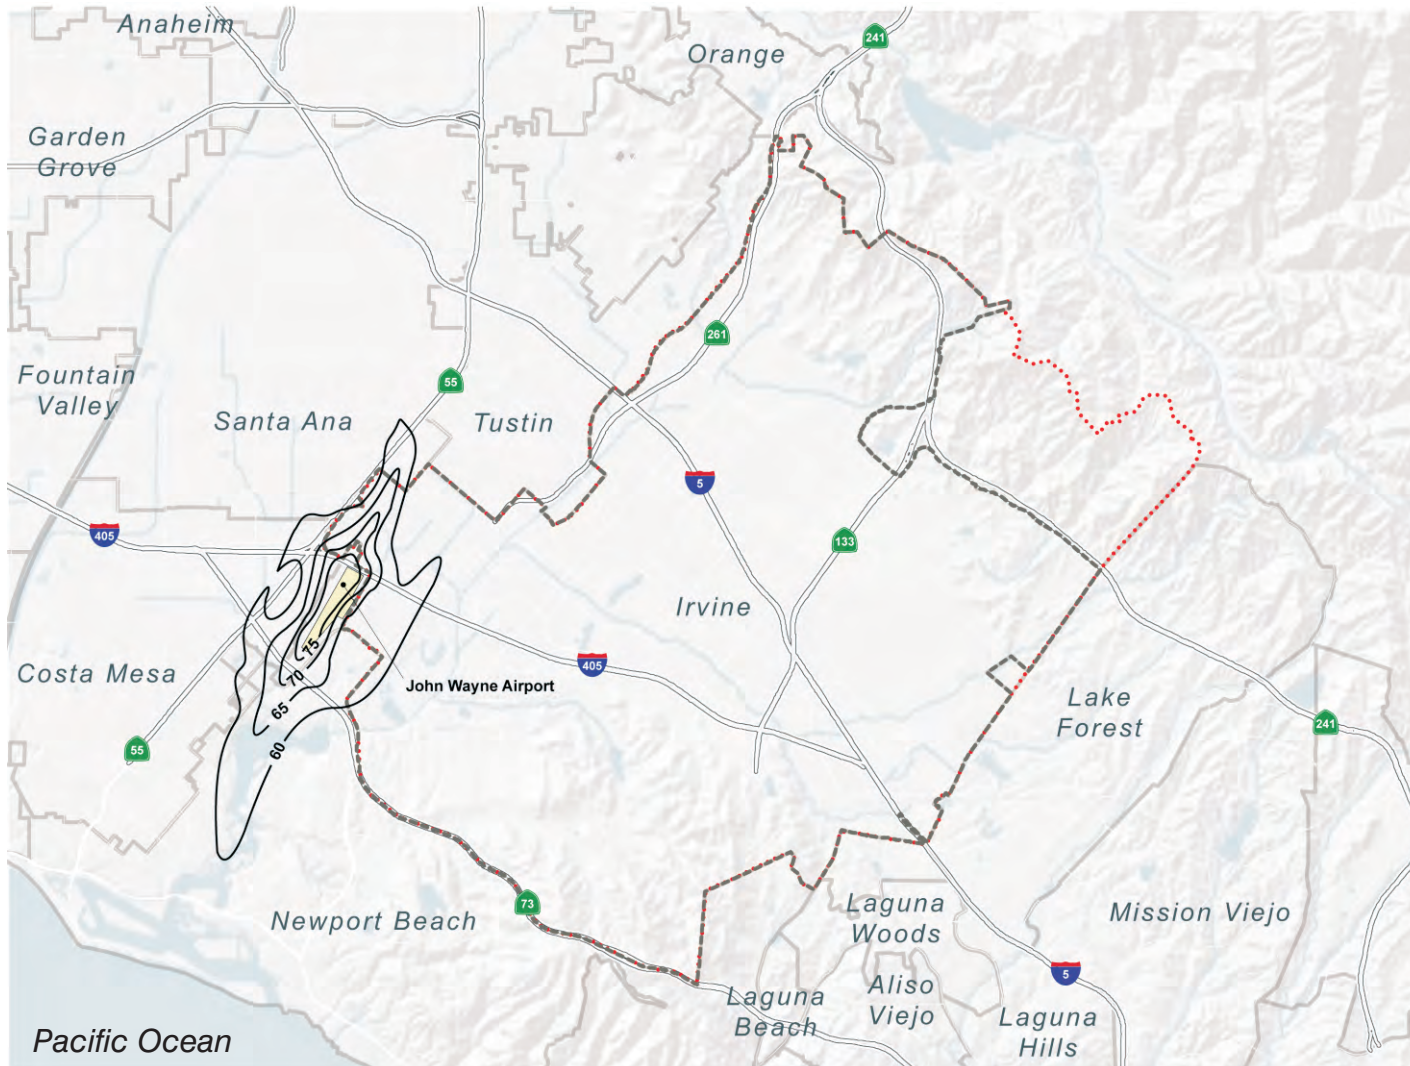 Anaheim
Orange
241
Garden
Grove
261
Fountain
Valley
55
Santa Ana
Tustin
5
405
133
Irvine
75
405
Costa Mesa
70
John Wayne Airport
Lake
Forest
65
241
60
55
73
Newport Beach
Laguna
Woods
Mission Viejo
5
Aliso
Viejo
Laguna
Beach
Laguna
Hills
Pacific Ocean